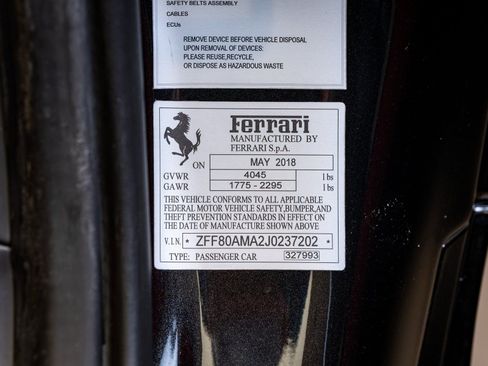 SAFETY BELTS ASSEMBLY
CABLES
ECUs
REMOVE DEVICE BEFORE VEHICLE DISPOSAL
UPON REMOVAL OF DEVICES:
PLEASE REUSE,RECYCLE,
OR DISPOSE AS HAZARDOUS WASTE
Ferrari
MANUFACTURED BY
FERRARI S.p.A.
ON MAY 2018
GVWR 4045 lbs
GAWR 1775 - 2295 lbs
THIS VEHICLE CONFORMS TO ALL APPLICABLE
FEDERAL MOTOR VEHICLE SAFETY,BUMPER,AND
THEFT PREVENTION STANDARDS IN EFFECT ON
THE DATE OF MANUFACTURE SHOWN ABOVE
V.I.N. * ZFF80AMA2J0237202 *
TYPE: PASSENGER CAR 327993